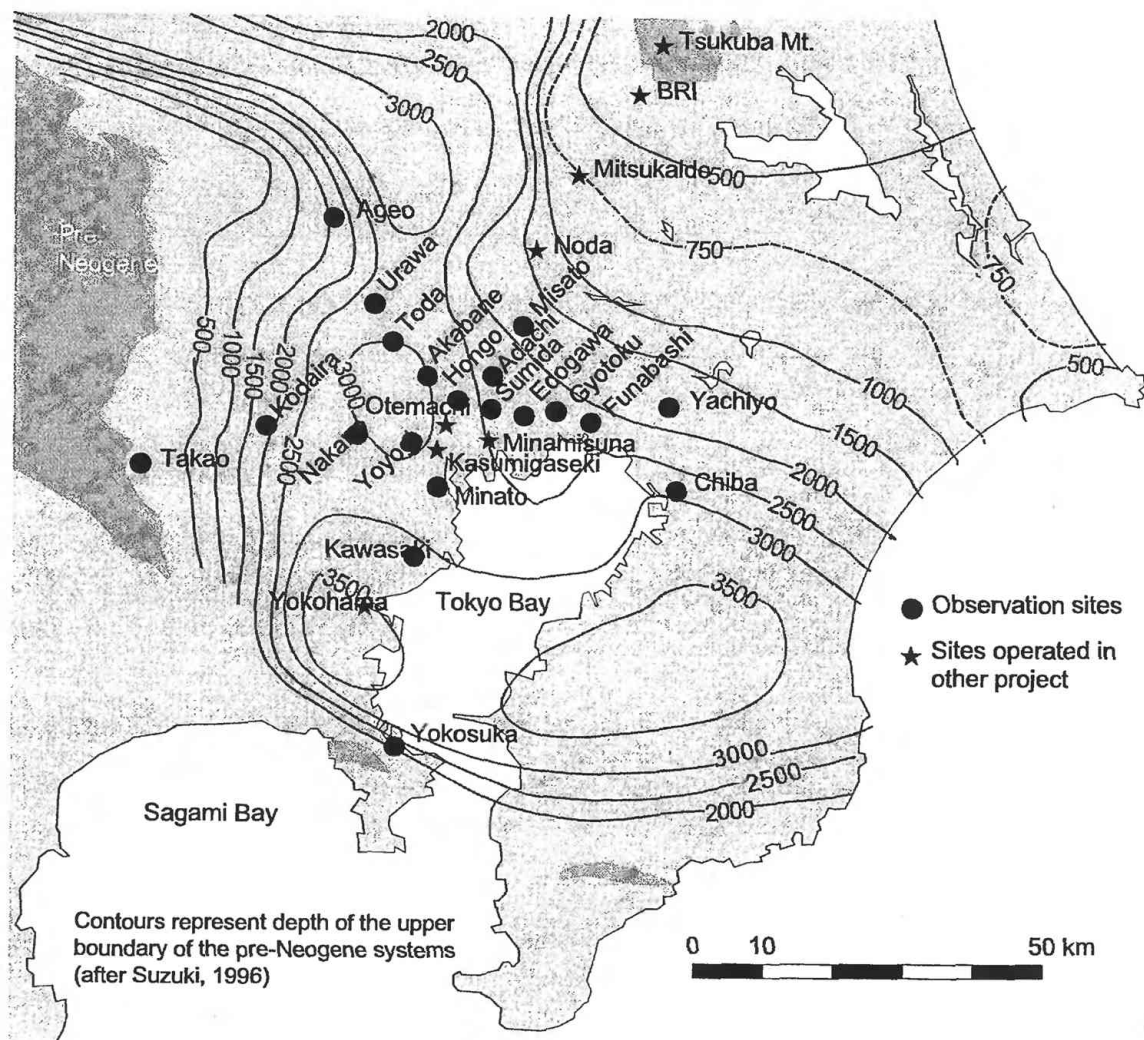 2000
2500
3000
Tsukuba Mt.
BRI
Mitsukaido
500
Ageo
Pre-
Neogene
Noda
750
750
Urawa
Misato
Toda
Akabane
Hongo
Adachi
Sumida
Edogawa
Gyotoku
Funabashi
500
1000
1500
2000
2500
500
1000
Kodaira
3000
Otemachi
Yachiyo
1500
Takao
Nakano
Yoyogi
Minamisuna
Kasumigaseki
2000
Minato
Chiba
2500
3000
Kawasaki
3500
Yokohama
Tokyo Bay
3500
Observation sites
Sites operated in
other project
Yokosuka
3000
2500
2000
Sagami Bay
Contours represent depth of the upper
boundary of the pre-Neogene systems
(after Suzuki, 1996)
0 10 50 km